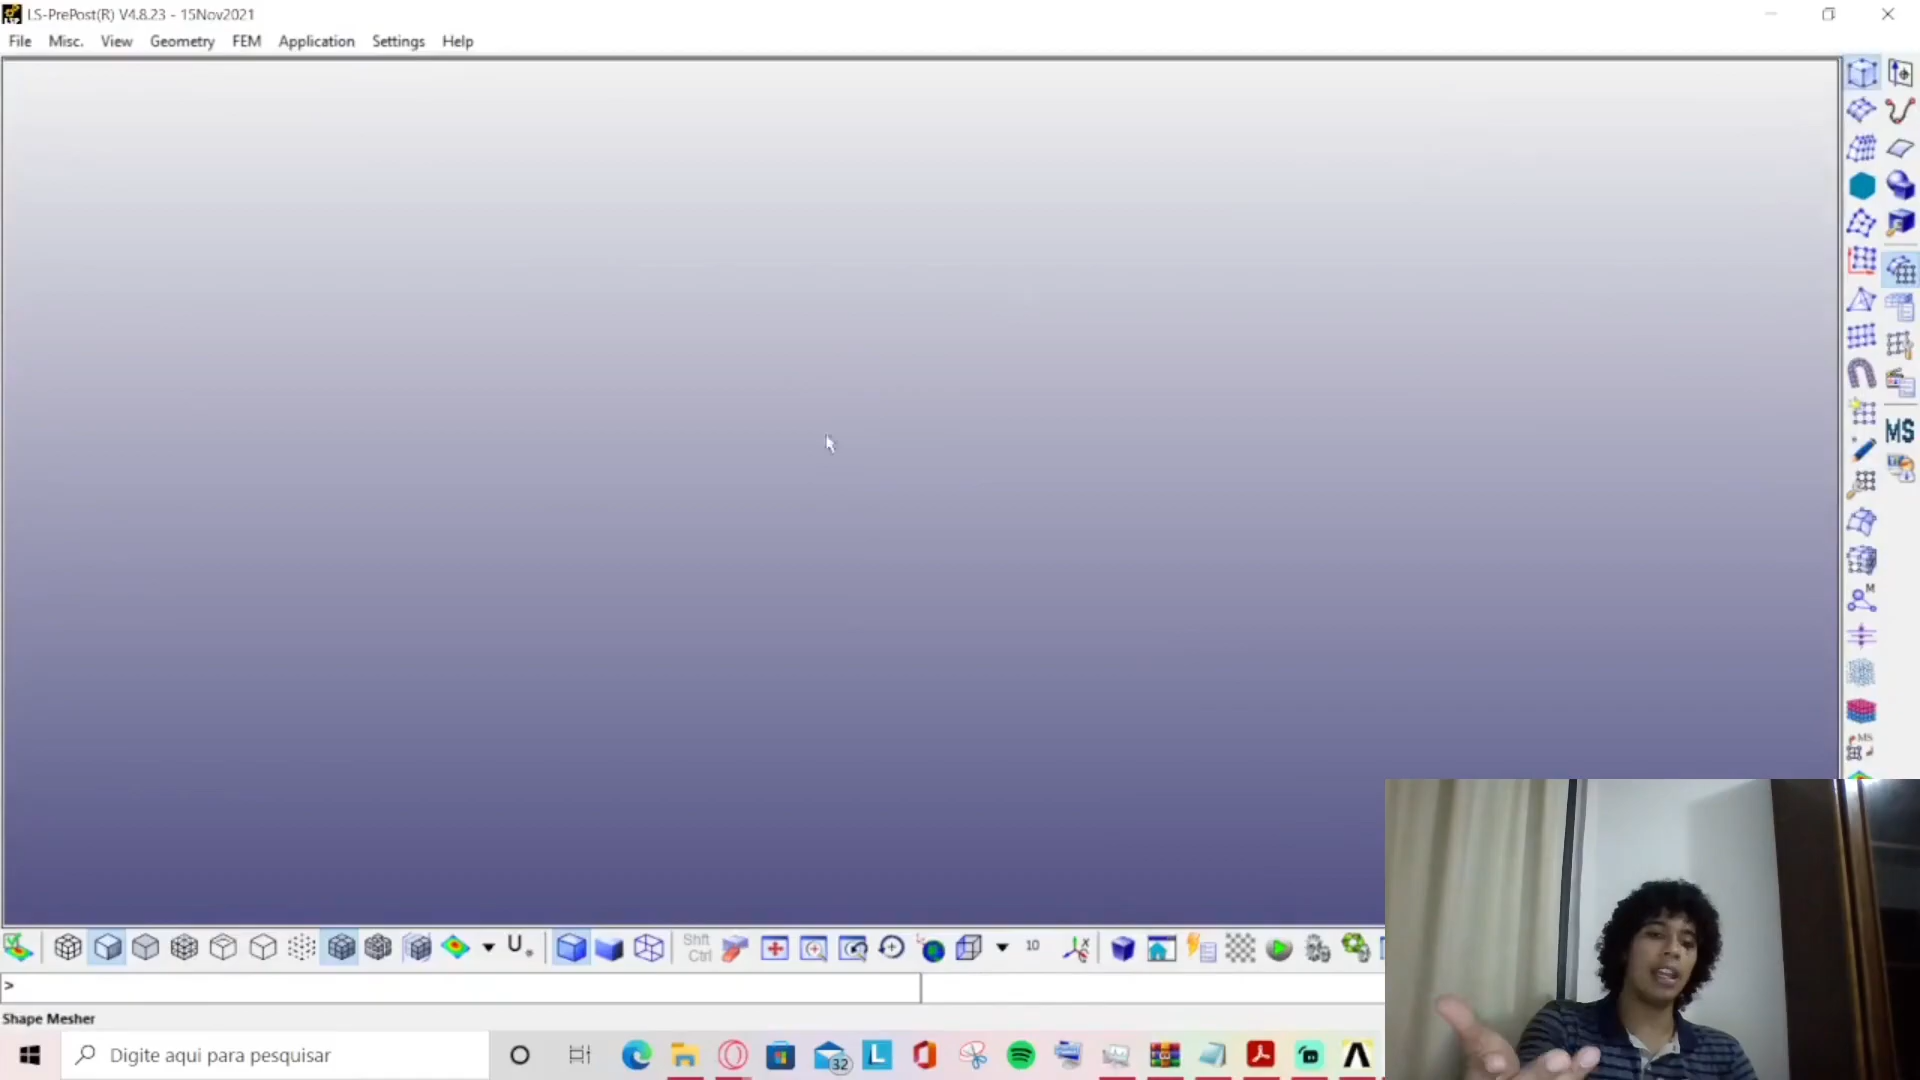 LS-PrePost(R) V4.8.23 - 15Nov2021
File Misc. View Geometry FEM Application Settings Help
MS
M
MS
U.
Shft
Ctrl
10
>
Shape Mesher
Digite aqui para pesquisar
32
L